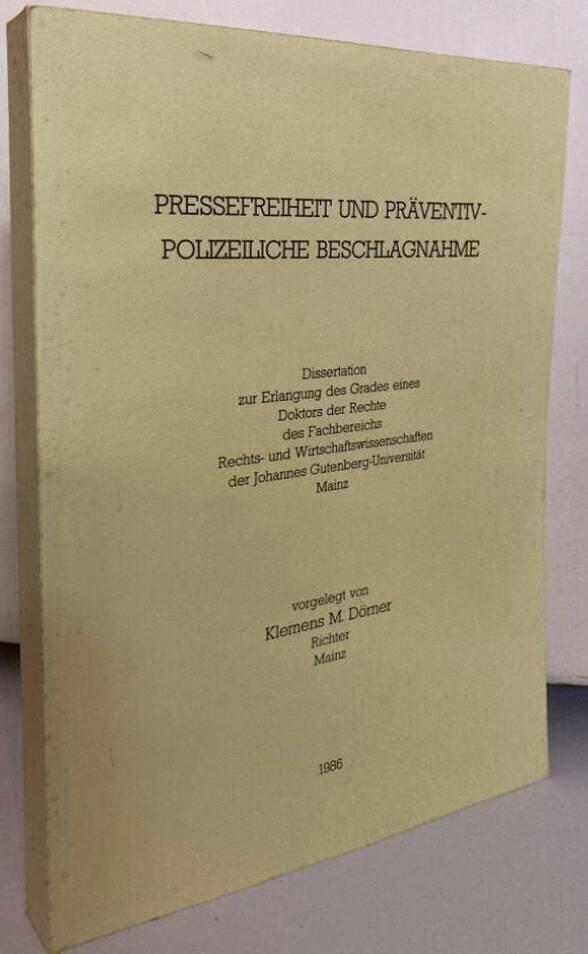 PRESSEFREIHEIT UND PRÄVENTIV-
POLIZEILICHE BESCHLAGNAHME
Dissertation
zur Erlangung des Grades eines
Doktors der Rechte
des Fachbereichs
Rechts- und Wirtschaftswissenschaften
der Johannes Gutenberg-Universität
Mainz
vorgelegt von
Klemens M. Dörner
Richter
Mainz
1986